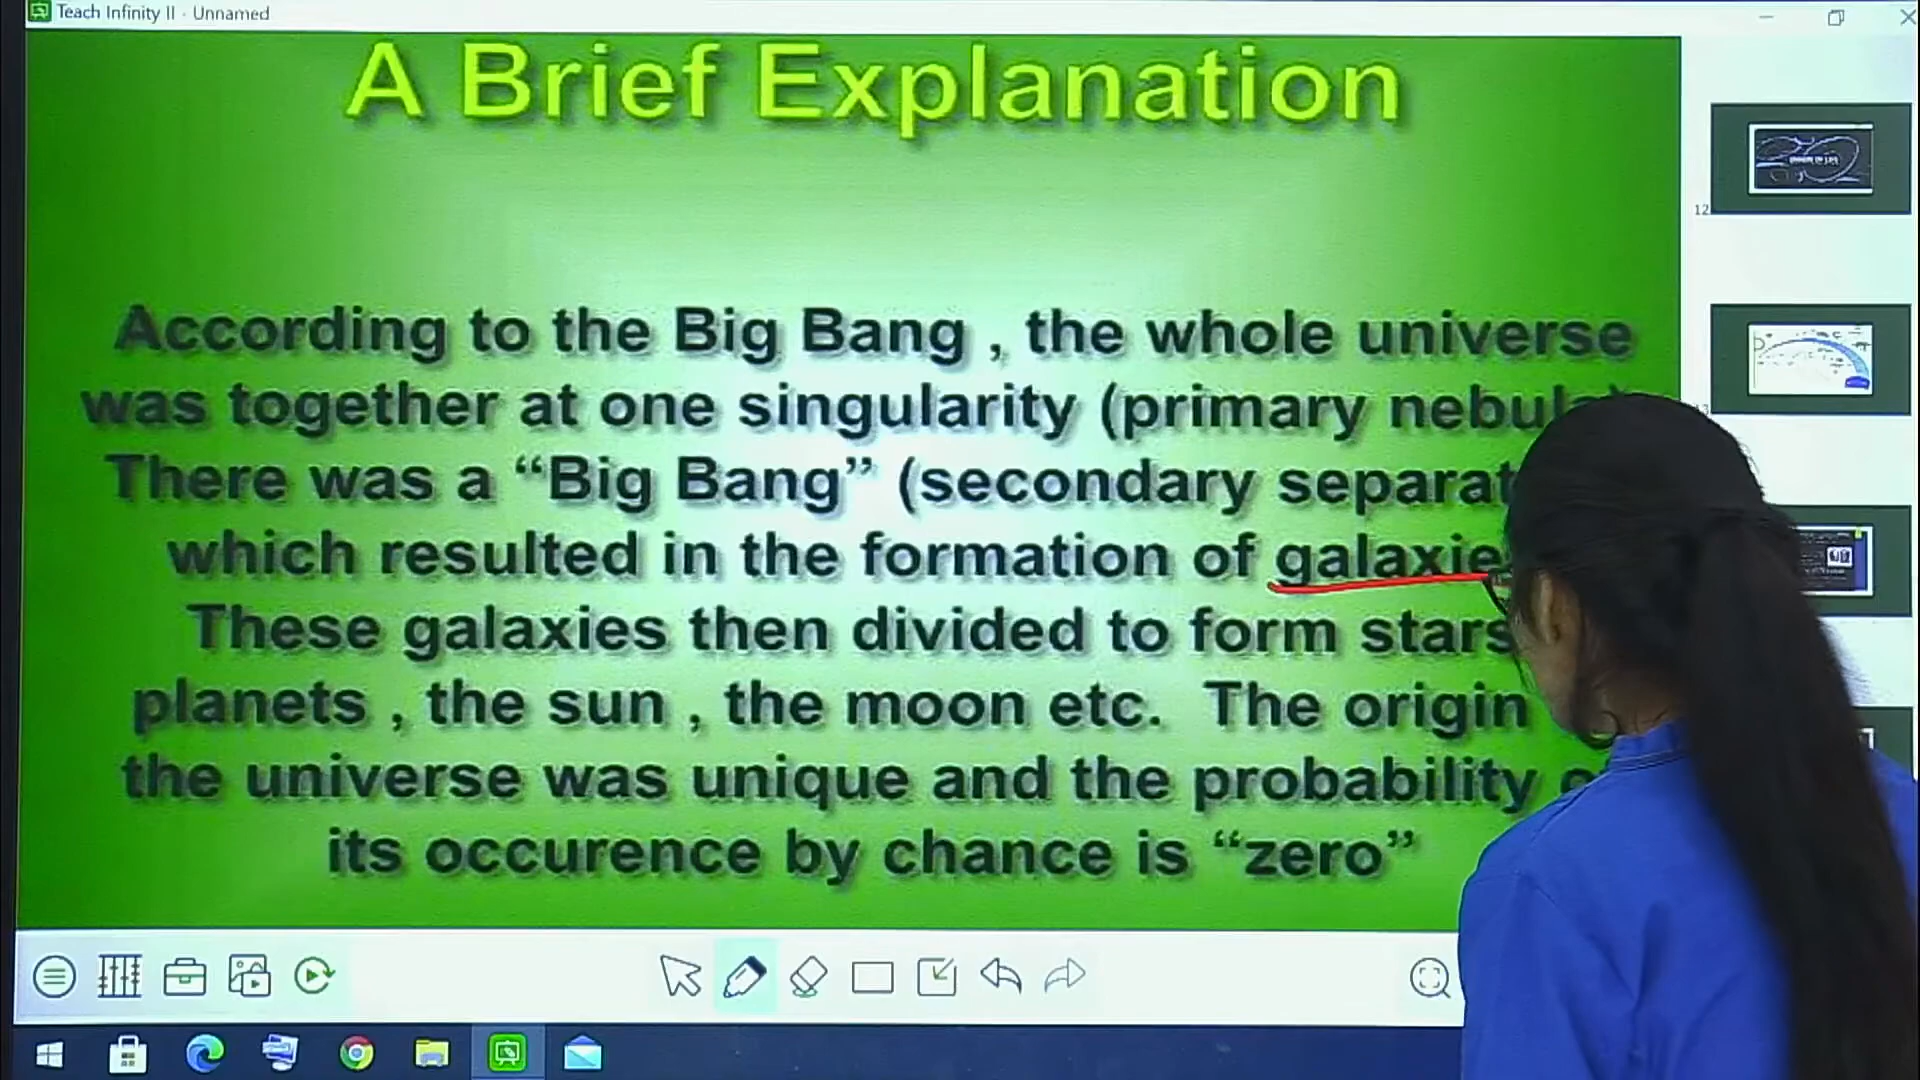 Teach Infinity II - Unnamed
A Brief Explanation
According to the Big Bang , the whole universe
was together at one singularity (primary nebula)
There was a “Big Bang” (secondary separat
which resulted in the formation of galaxie
These galaxies then divided to form stars
planets , the sun , the moon etc. The origin
the universe was unique and the probability
its occurence by chance is “zero”
12